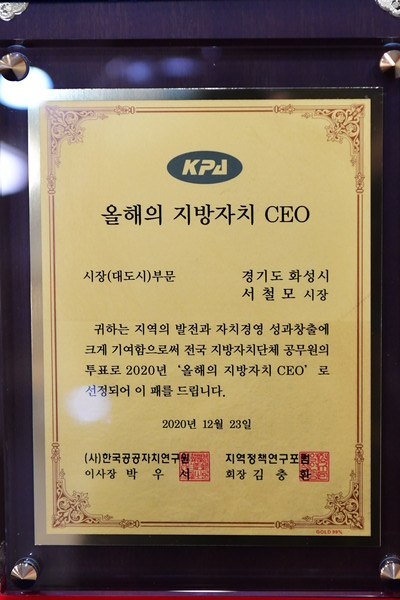 KPA
올해의 지방자치 CEO
시장(대도시)부문
경기도 화성시
서 철 모 시장
귀하는 지역의 발전과 자치경영 성과창출에
크게 기여함으로써 전국 지방자치단체 공무원의
투표로 2020년 ‘올해의 지방자치 CEO’ 로
선정되어 이 패를 드립니다.
2020년 12월 23일
(사)한국공공자치연구원
이사장 박 우 서
지역정책연구포럼
회장 김 충 환
GOLD 99%